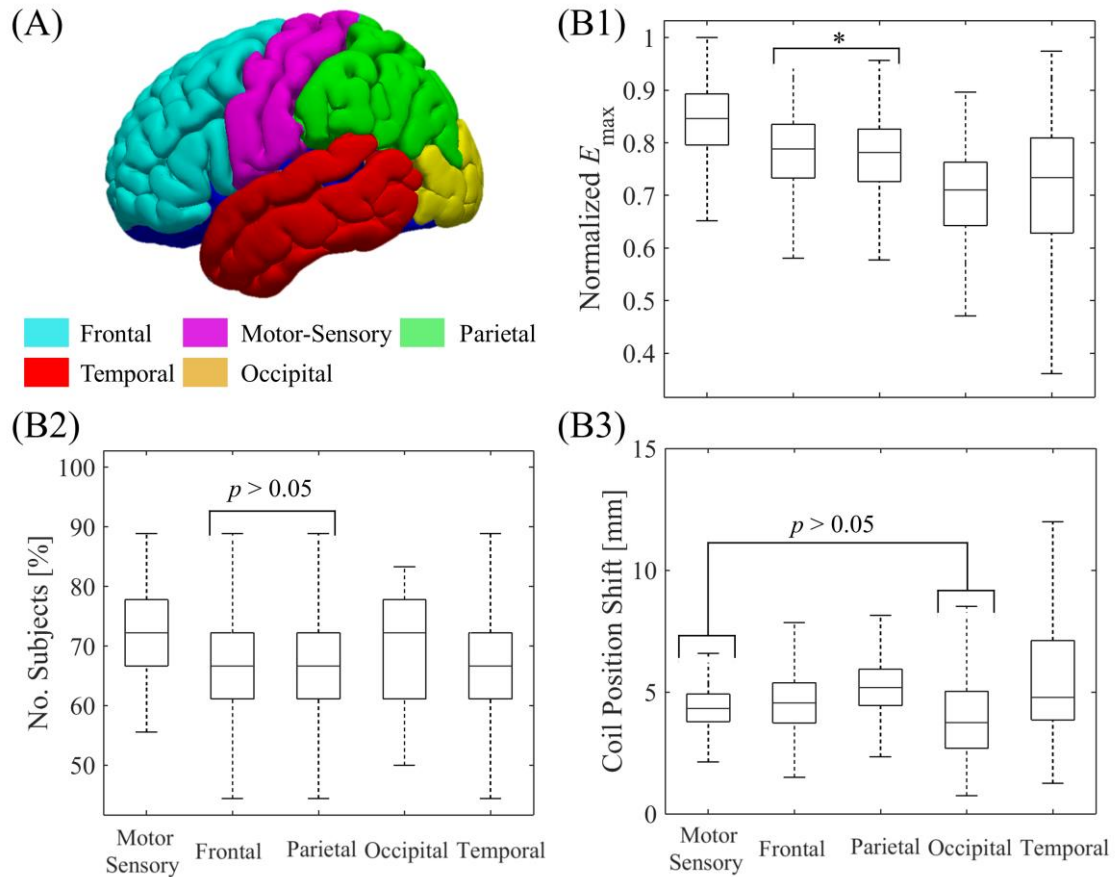 (A)
Frontal
Motor-Sensory
Parietal
Temporal
Occipital
(B1)
Normalized E max
1
0.9
0.8
0.7
0.6
0.5
0.4
*
(B2)
No. Subjects [%]
100
90
80
70
60
50
p > 0.05
Motor
Sensory
Frontal
Parietal
Occipital
Temporal
(B3)
Coil Position Shift [mm]
15
10
5
0
p > 0.05
Motor
Sensory
Frontal
Parietal
Occipital
Temporal